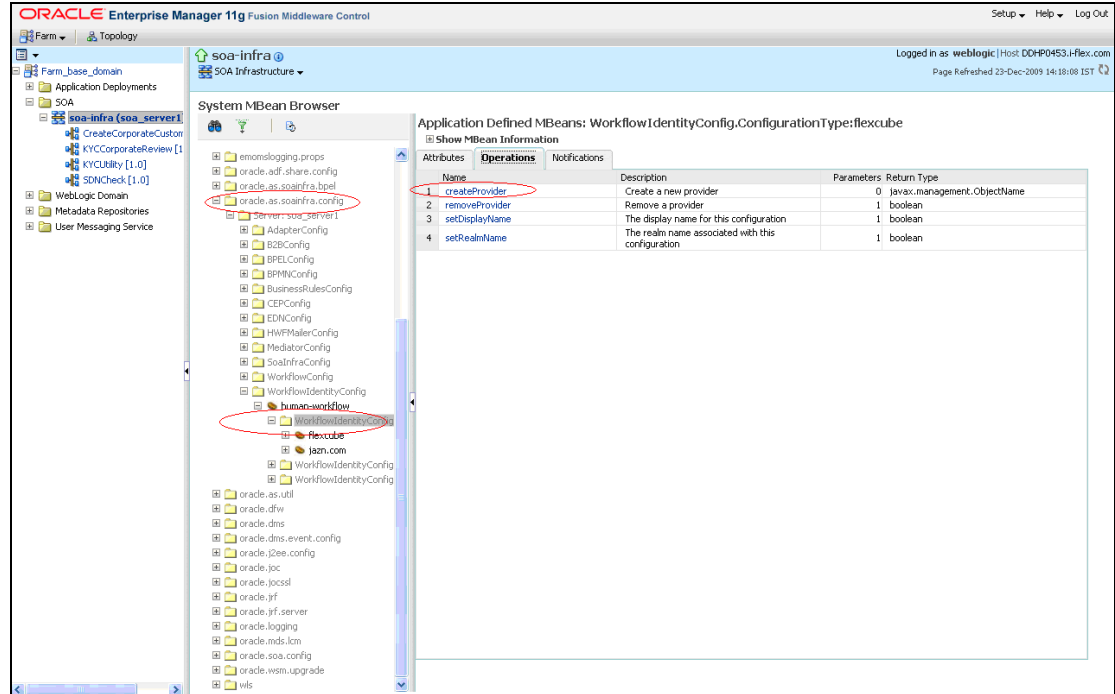 ORACLE Enterprise Manager 11g Fusion Middleware Control
Setup Help Log Out
Farm Topology
Farm_base_domain
Application Deployments
SOA
soa-infra (soa_server1
CreateCorporateCustom
KYCCorporateReview [1
KYCUtility [1.0]
SDNCheck [1.0]
WebLogic Domain
Metadata Repositories
User Messaging Service
soa-infra
SOA Infrastructure
Logged in as weblogic|Host DDHP0453.i-flex.com
Page Refreshed 23-Dec-2009 14:18:08 IST
System MBean Browser
emomslogging.props
oracle.adf.share.config
oracle.as.soainfra.bpel
oracle.as.soainfra.config
Server: soa_server1
AdapterConfig
B2BConfig
BPELConfig
BPMNConfig
BusinessRulesConfig
CEPConfig
EDNConfig
HWFMailerConfig
MediatorConfig
SoaInfraConfig
WorkflowConfig
WorkflowIdentityConfig
human-workflow
WorkflowIdentityConfig
flexcube
jazn.com
WorkflowIdentityConfig
WorkflowIdentityConfig
oracle.as.util
oracle.dfw
oracle.dms
oracle.dms.event.config
oracle.j2ee.config
oracle.joc
oracle.jocssl
oracle.jrf
oracle.jrf.server
oracle.logging
oracle.mds.lcm
oracle.soa.config
oracle.wsm.upgrade
wls
Application Defined MBeans: WorkflowIdentityConfig.ConfigurationType:flexcube
Show MBean Information
Attributes Operations Notifications
Name Description Parameters Return Type
1 createProvider Create a new provider 0 javax.management.ObjectName
2 removeProvider Remove a provider 1 boolean
3 setDisplayName The display name for this configuration 1 boolean
4 setRealmName The realm name associated with this configuration 1 boolean